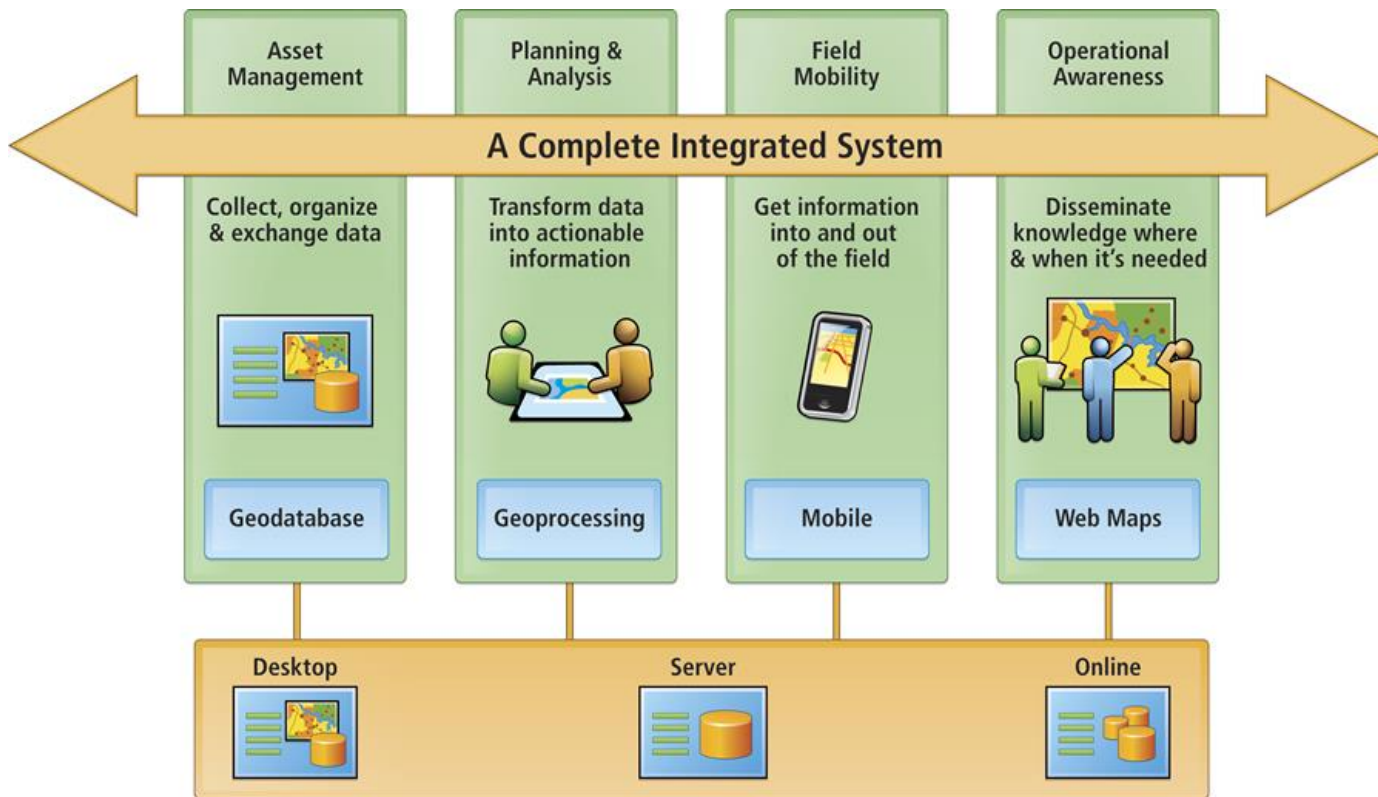 Asset
Management
Planning &
Analysis
Field
Mobility
Operational
Awareness
A Complete Integrated System
Collect, organize
& exchange data
Transform data
into actionable
information
Get information
into and out
of the field
Disseminate
knowledge where
& when it's needed
Geodatabase
Geoprocessing
Mobile
Web Maps
Desktop
Server
Online